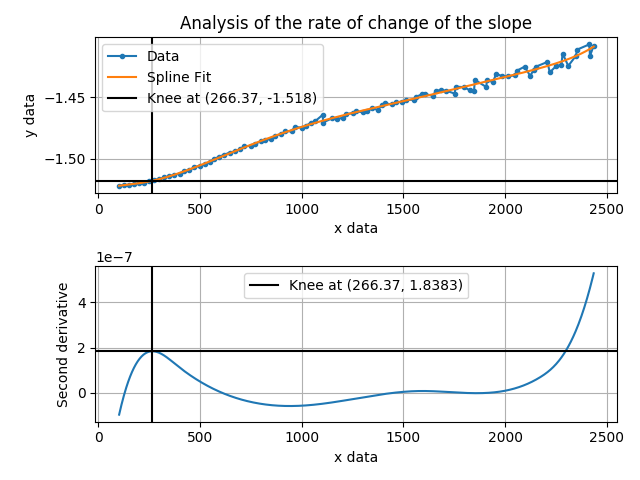 Analysis of the rate of change of the slope
Data
Spline Fit
Knee at (266.37, -1.518)
−1.45
−1.50
y data
0 500 1000 1500 2000 2500
x data
1e−7
Knee at (266.37, 1.8383)
4
2
0
Second derivative
0 500 1000 1500 2000 2500
x data